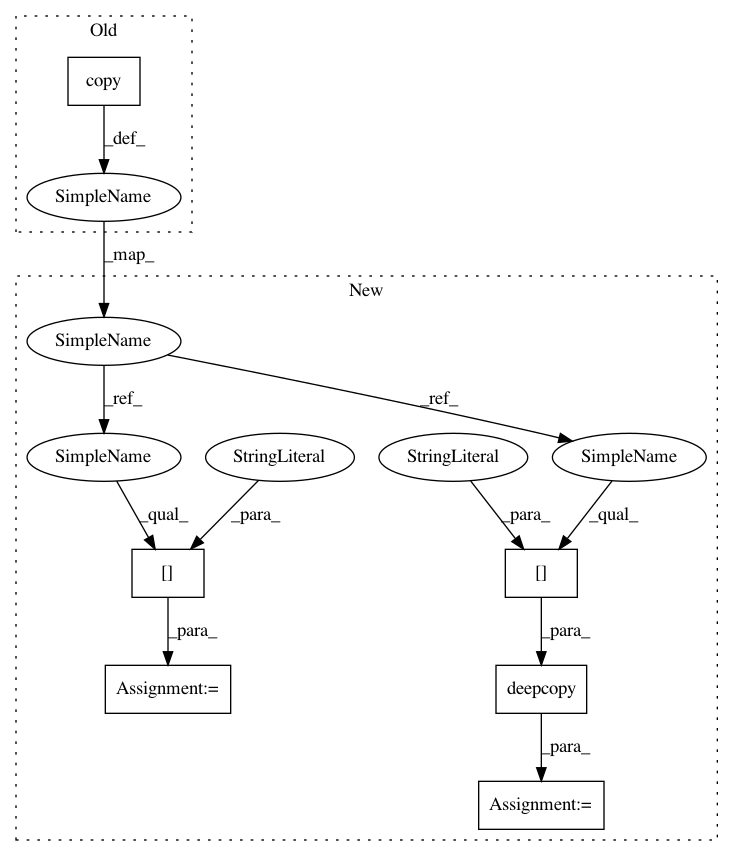 Old
copy
_def_
SimpleName
_map_
New
SimpleName
_ref_
_ref_
SimpleName
StringLiteral
StringLiteral
SimpleName
_qual_
_para_
_para_
_qual_
[]
[]
_para_
_para_
Assignment:=
deepcopy
_para_
Assignment:=